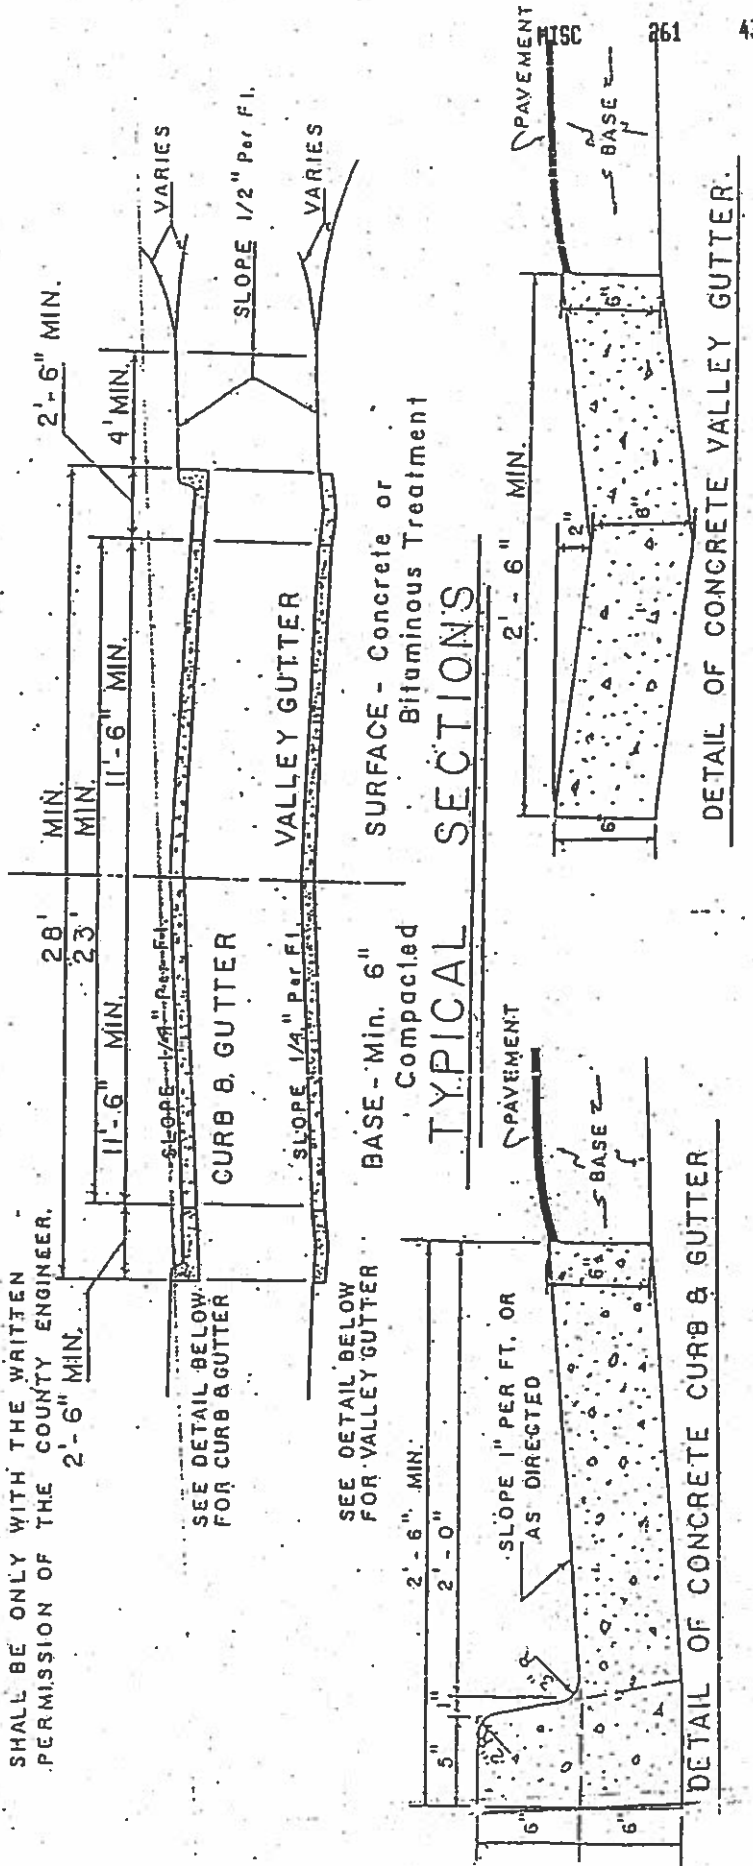 MISC 261
SHALL BE ONLY WITH THE WRITTEN
PERMISSION OF THE COUNTY ENGINEER.
2'-6" MIN.
28' MIN.
23' MIN.
11'-6" MIN.
11'-6" MIN.
2'-6" MIN.
4' MIN.
VARIES
SLOPE 1/4" Per Ft.
CURB & GUTTER
SLOPE 1/2" Per Ft.
SEE DETAIL BELOW
FOR CURB & GUTTER
VALLEY GUTTER
SLOPE 1/4" Per Ft.
VARIES
SEE DETAIL BELOW
FOR VALLEY GUTTER
BASE - Min. 6"
Compacted
SURFACE - Concrete or
Bituminous Treatment
TYPICAL SECTIONS
2'-6" MIN.
2'-0"
5"
1"
SLOPE 1" PER FT. OR
AS DIRECTED
PAVEMENT
BASE
6"
6"
6"
DETAIL OF CONCRETE CURB & GUTTER
2'-6" MIN.
2"
6"
8"
6"
PAVEMENT
BASE
DETAIL OF CONCRETE VALLEY GUTTER.